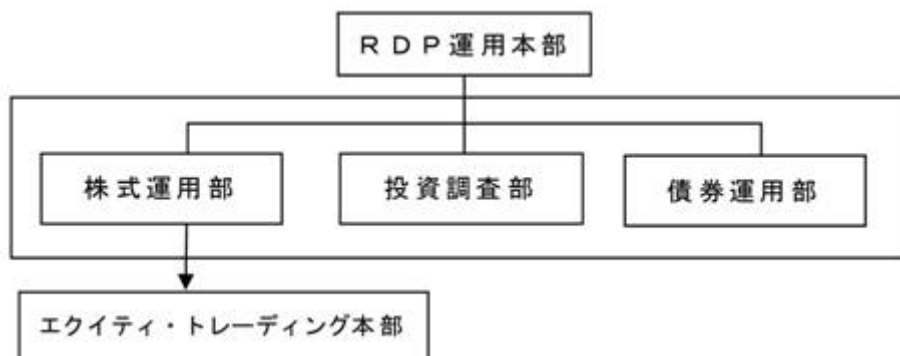 ＲＤＰ運用本部
株式運用部
投資調査部
債券運用部
エクイティ・トレーディング本部